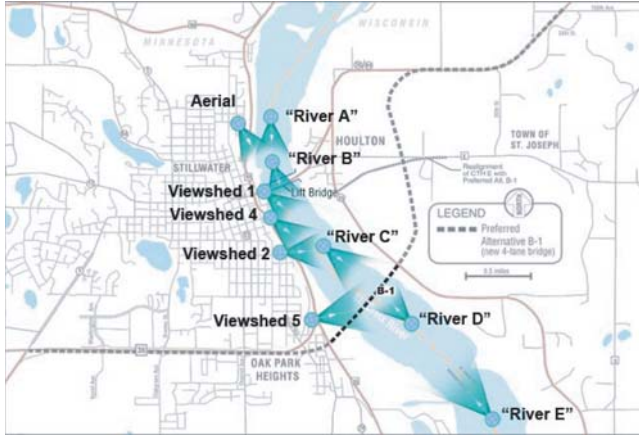 WISCONSIN
MINNESOTA
Aerial
"River A"
HOULTON
TOWN OF
ST. JOSEPH
"River B"
STILLWATER
Realignment
of CTH E with
Preferred Alt. B-1
Viewshed 1
Lift Bridge
Viewshed 4
NORTH
LEGEND
Preferred
Alternative B-1
(new 4-lane bridge)
"River C"
Viewshed 2
0.5 miles
B-1
Viewshed 5
"River D"
OAK PARK
HEIGHTS
"River E"